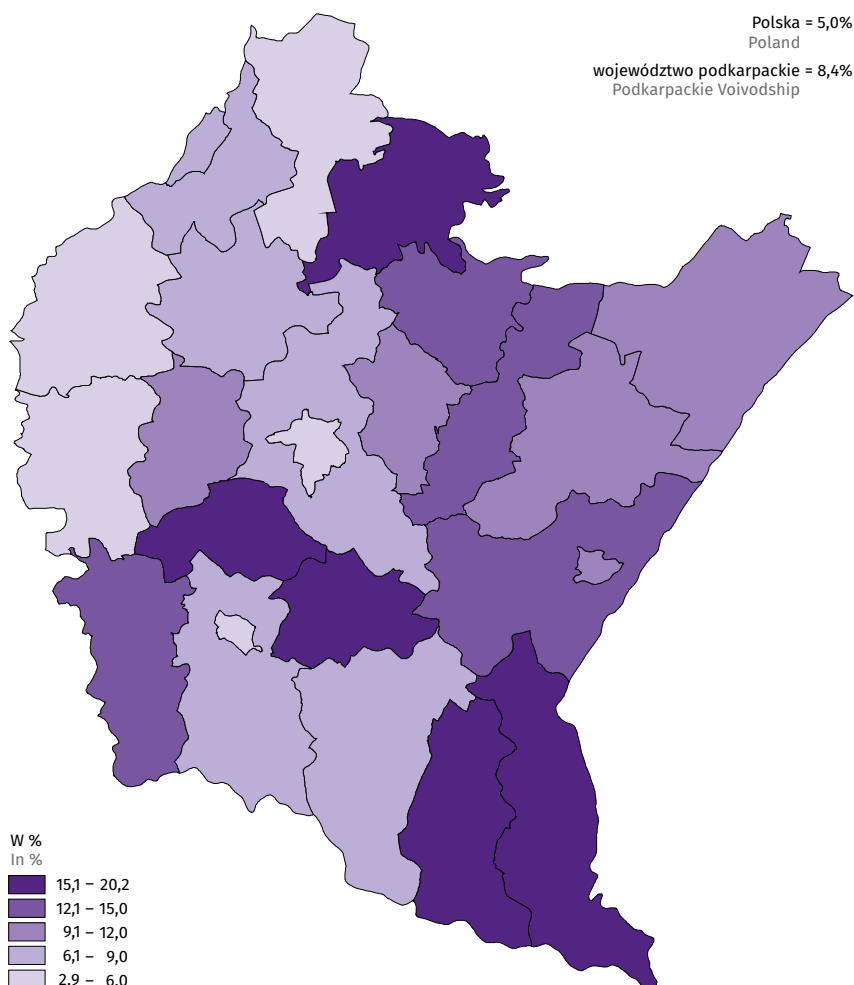 Polska = 5,0%
Poland
województwo podkarpackie = 8,4%
Podkarpackie Voivodship
W %
In %
15,1 – 20,2
12,1 – 15,0
9,1 – 12,0
6,1 – 9,0
2,9 – 6,0